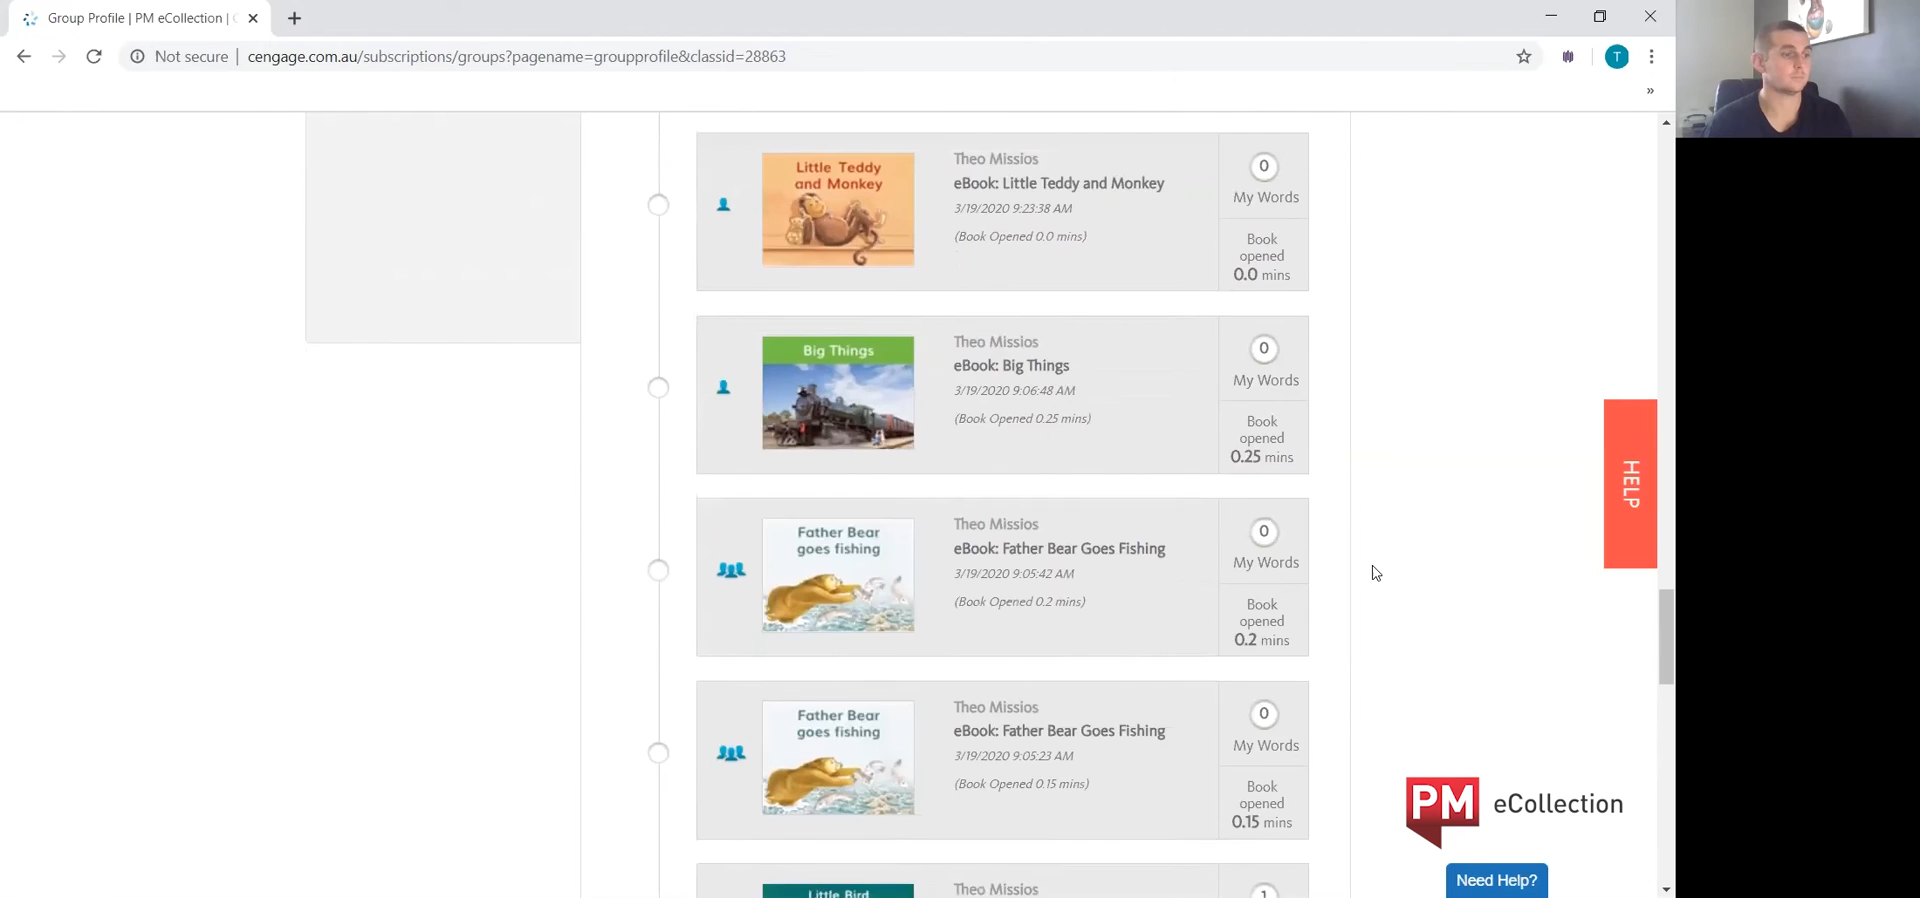 Group Profile | PM eCollection |
Not secure | cengage.com.au/subscriptions/groups?pagename=groupprofile&classid=28863
T
»
Little Teddy
and Monkey
Theo Missios
eBook: Little Teddy and Monkey
3/19/2020 9:23:38 AM
(Book Opened 0.0 mins)
0
My Words
Book
opened
0.0 mins
Big Things
Theo Missios
eBook: Big Things
3/19/2020 9:06:48 AM
(Book Opened 0.25 mins)
0
My Words
Book
opened
0.25 mins
Father Bear
goes fishing
Theo Missios
eBook: Father Bear Goes Fishing
3/19/2020 9:05:42 AM
(Book Opened 0.2 mins)
0
My Words
Book
opened
0.2 mins
HELP
Father Bear
goes fishing
Theo Missios
eBook: Father Bear Goes Fishing
3/19/2020 9:05:23 AM
(Book Opened 0.15 mins)
0
My Words
Book
opened
0.15 mins
PM eCollection
Little Bird
Theo Missios
1
Need Help?